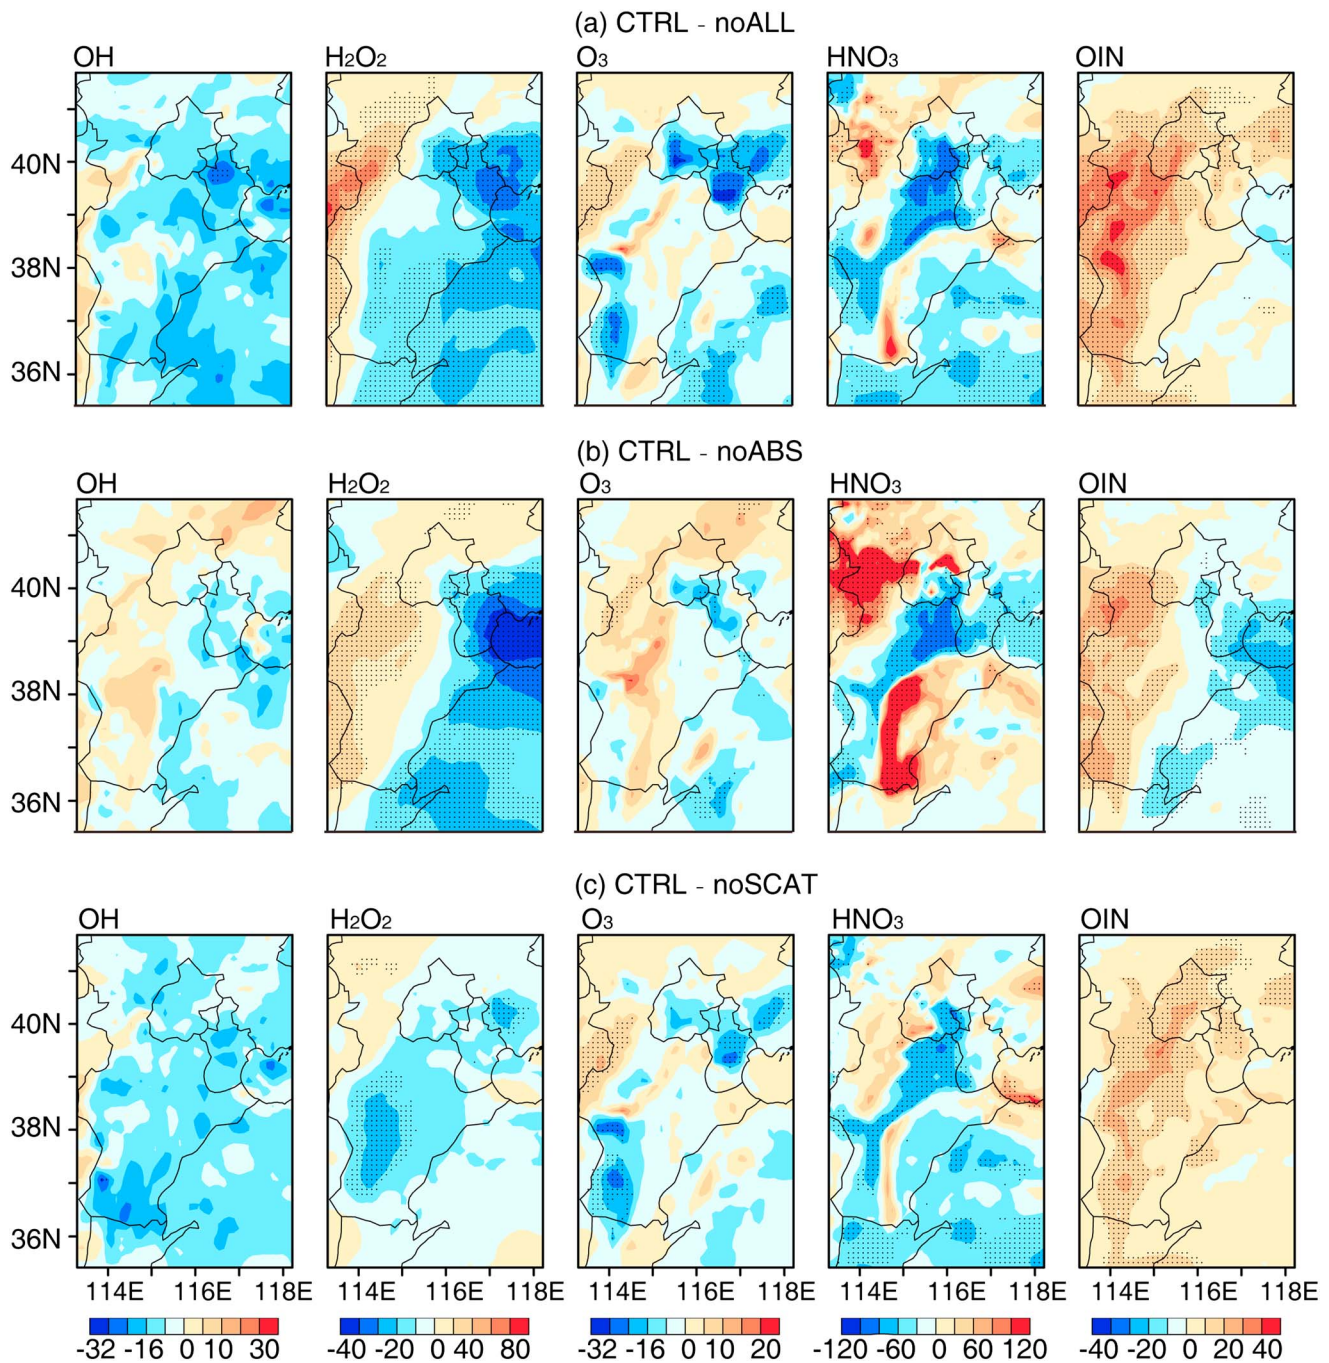 (a) CTRL - noALL
OH H₂O₂ O₃ HNO₃ OIN
40N
38N
36N
(b) CTRL - noABS
OH H₂O₂ O₃ HNO₃ OIN
40N
38N
36N
(c) CTRL - noSCAT
OH H₂O₂ O₃ HNO₃ OIN
40N
38N
36N
114E 116E 118E 114E 116E 118E 114E 116E 118E 114E 116E 118E 114E 116E 118E
-32 -16 0 10 30 -40 -20 0 40 80 -32 -16 0 10 20 -120 -60 0 60 120 -40 -20 0 20 40